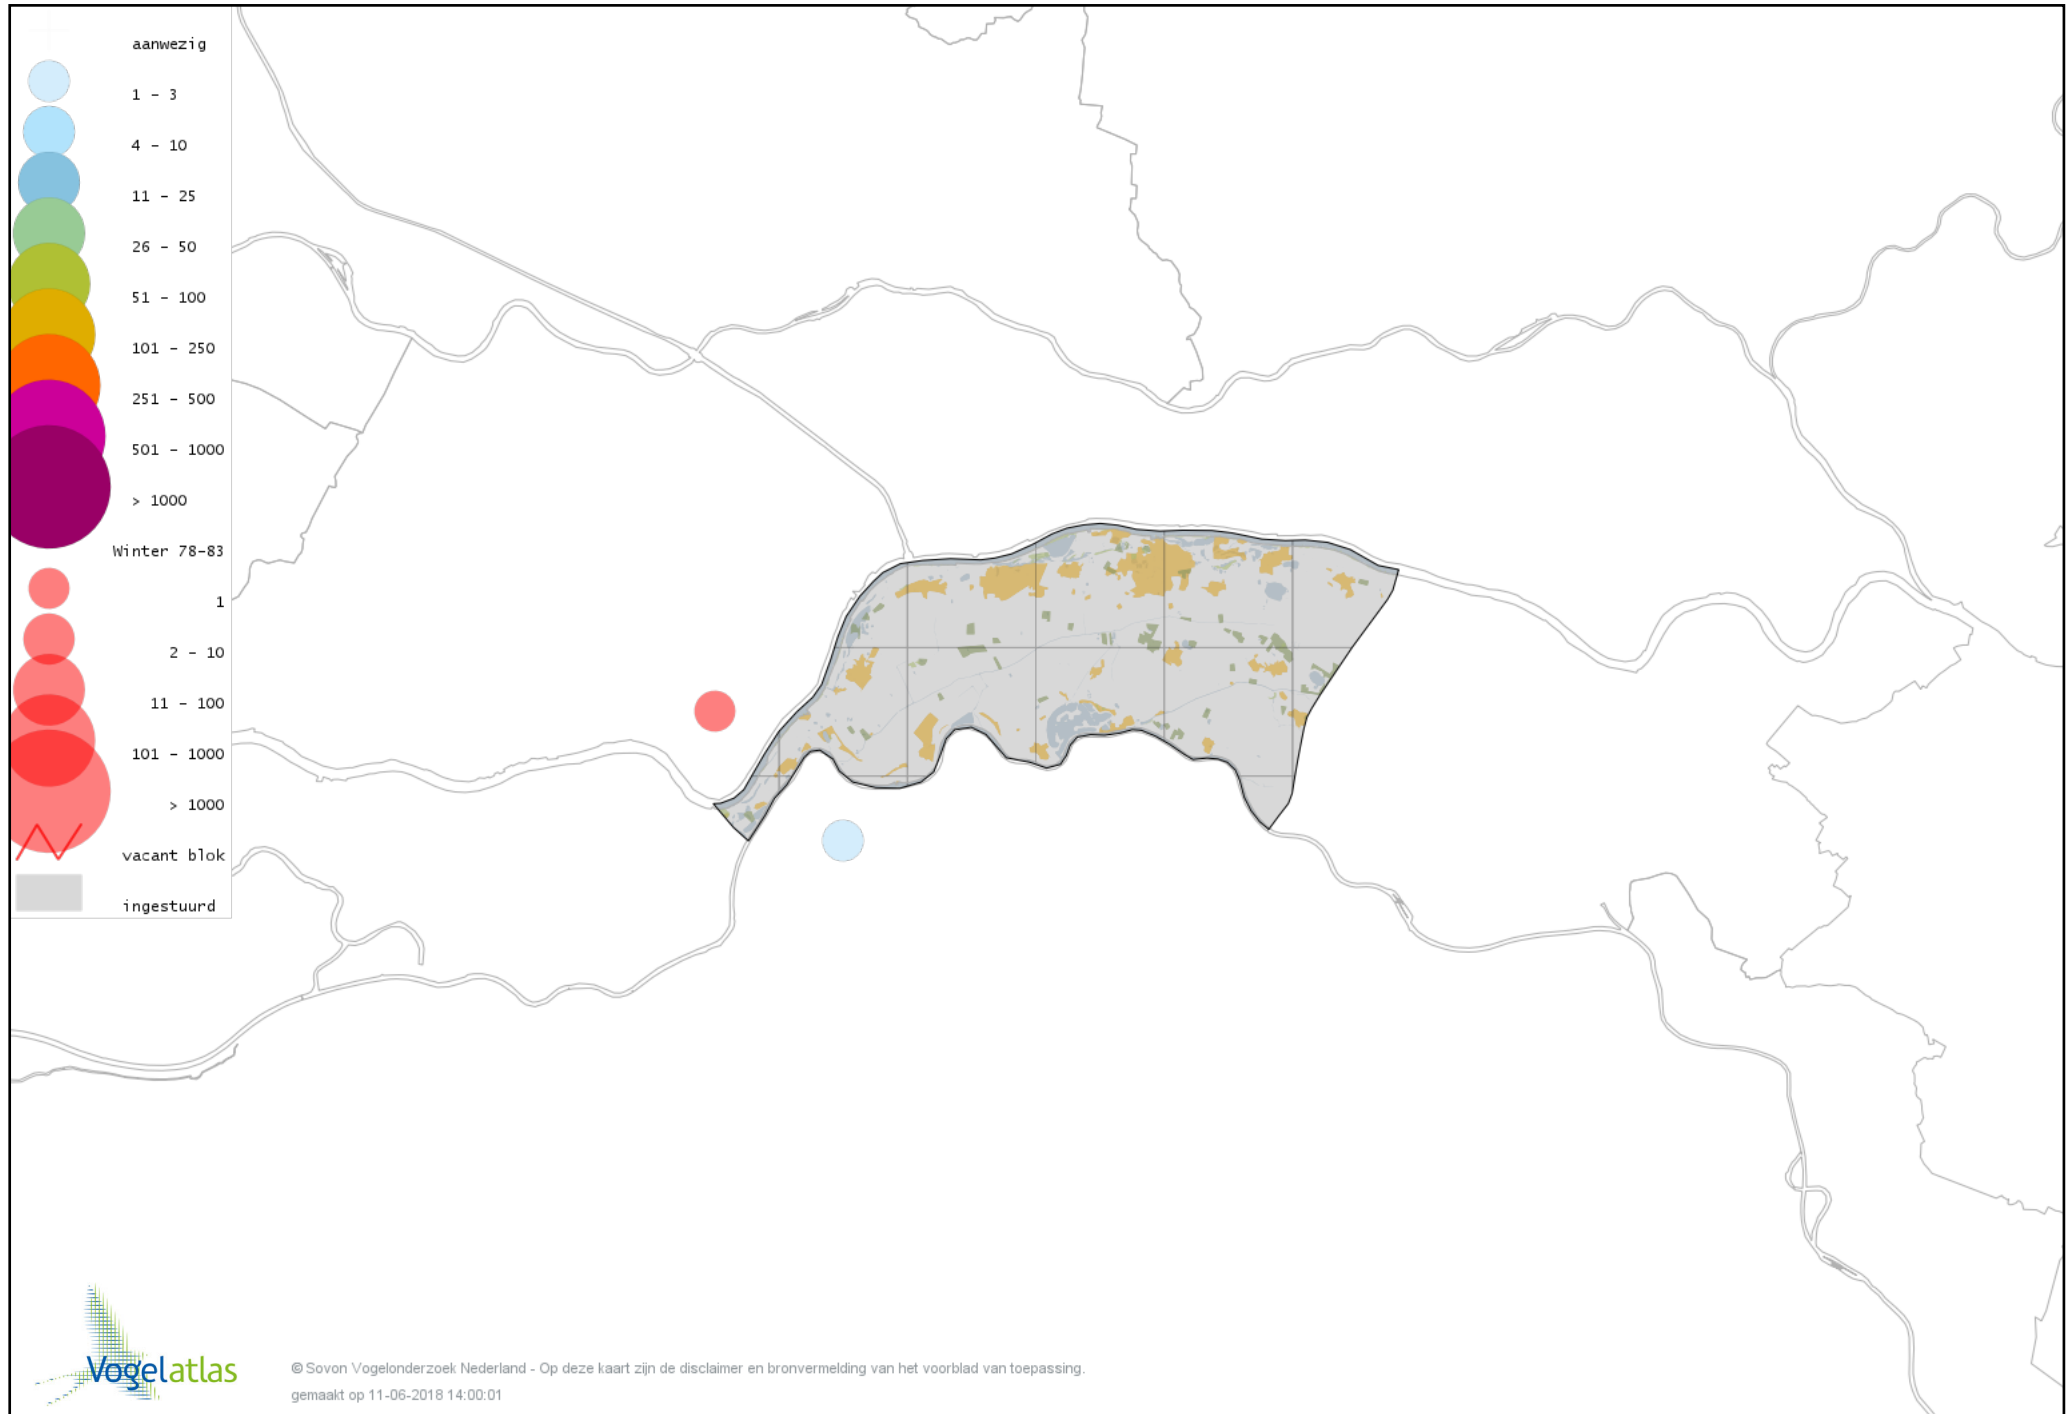 aanwezig
1 - 3
4 - 10
11 - 25
26 - 50
51 - 100
101 - 250
251 - 500
501 - 1000
> 1000
Winter 78-83
1
2 - 10
11 - 100
101 - 1000
> 1000
vacant blok
ingestuurd
Vogelatlas
© Sovon Vogelonderzoek Nederland - Op deze kaart zijn de disclaimer en bronvermelding van het voorblad van toepassing.
gemaakt op 11-06-2018 14:00:01